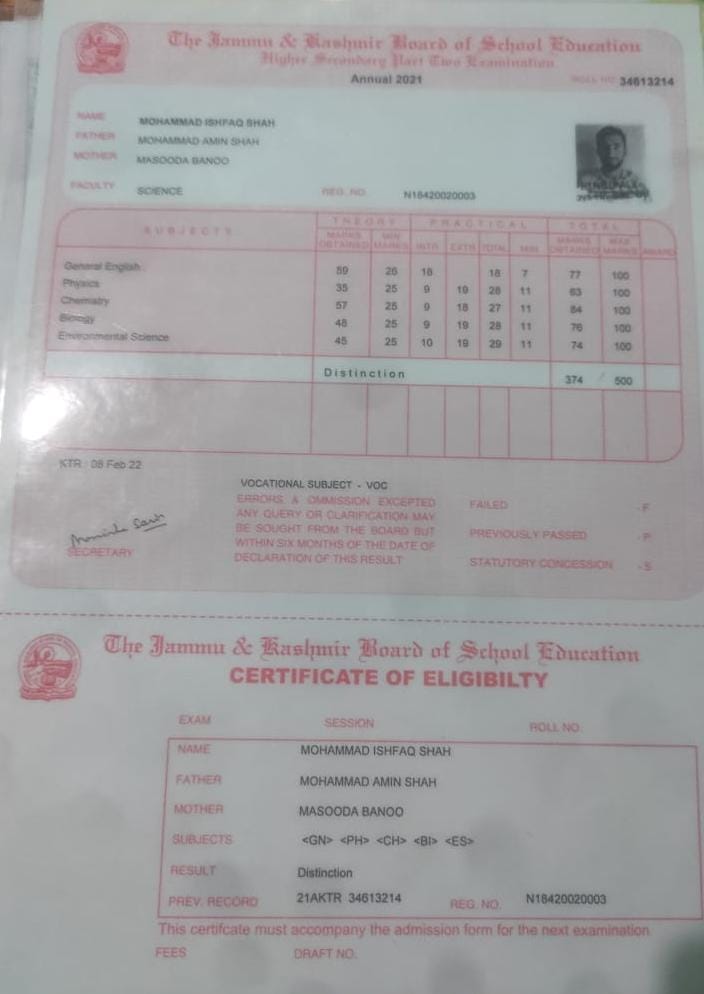 The Jammu & Kashmir Board of School Education
Higher Secondary Part Two Examination
Annual 2021
ROLL NO. 34613214
NAME MOHAMMAD ISHFAQ SHAH
FATHER MOHAMMAD AMIN SHAH
MOTHER MASOODA BANOO
FACULTY SCIENCE REG. NO. N18420020003
SUBJECTS THEORY PRACTICAL TOTAL
MARKS OBTAINED MIN MARKS INTR EXTR TOTAL MIN MARKS OBTAINED MAX MARKS AWARD
General English 59 26 18 18 7 77 100
Physics 35 25 9 19 28 11 63 100
Chemistry 57 25 9 18 27 11 84 100
Biology 48 25 9 19 28 11 76 100
Environmental Science 45 25 10 19 29 11 74 100
Distinction 374 / 500
KTR : 08 Feb 22
VOCATIONAL SUBJECT - VOC
ERRORS & OMMISSION EXCEPTED
ANY QUERY OR CLARIFICATION MAY
BE SOUGHT FROM THE BOARD BUT
WITHIN SIX MONTHS OF THE DATE OF
DECLARATION OF THIS RESULT
FAILED - F
PREVIOUSLY PASSED - P
STATUTORY CONCESSION - S
SECRETARY
The Jammu & Kashmir Board of School Education
CERTIFICATE OF ELIGIBILTY
EXAM SESSION ROLL NO.
NAME MOHAMMAD ISHFAQ SHAH
FATHER MOHAMMAD AMIN SHAH
MOTHER MASOODA BANOO
SUBJECTS <GN> <PH> <CH> <BI> <ES>
RESULT Distinction
PREV. RECORD 21AKTR 34613214 REG. NO. N18420020003
This certifcate must accompany the admission form for the next examination
FEES DRAFT NO.